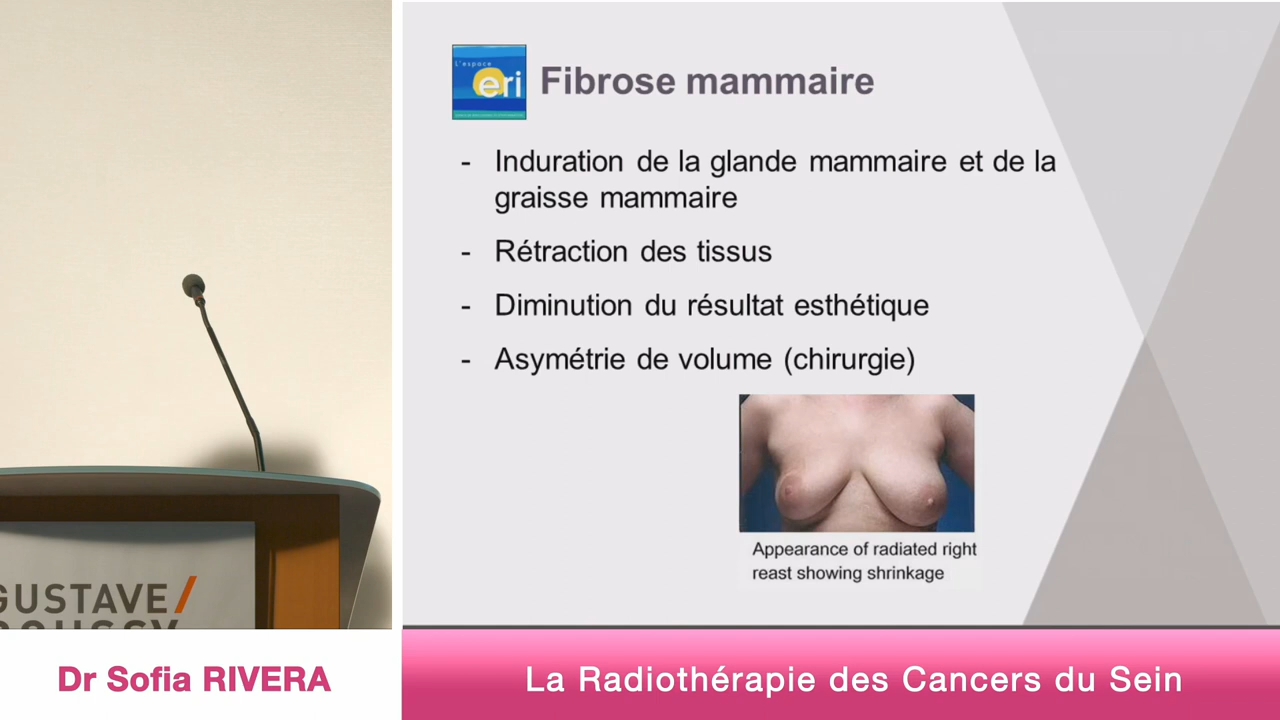 L'espace
eri
Fibrose mammaire
- Induration de la glande mammaire et de la
graisse mammaire
- Rétraction des tissus
- Diminution du résultat esthétique
- Asymétrie de volume (chirurgie)
Appearance of radiated right
reast showing shrinkage
GUSTAVE/
Dr Sofia RIVERA
La Radiothérapie des Cancers du Sein